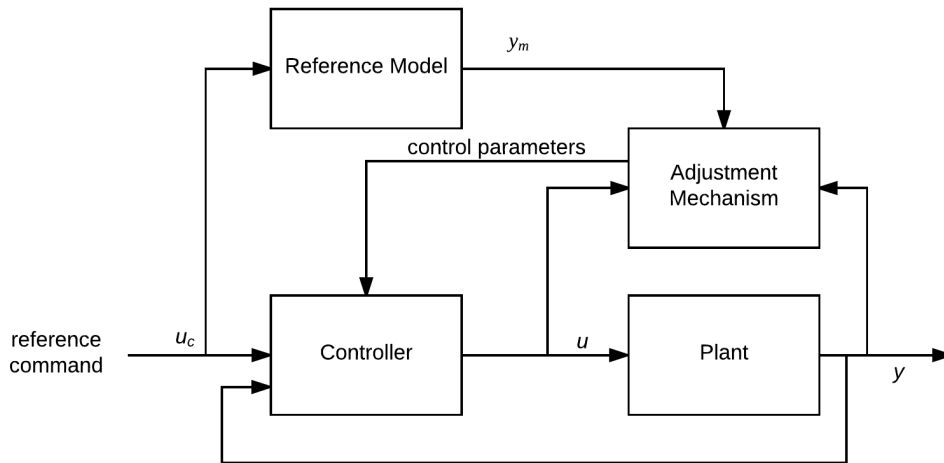 y_m
Reference Model
control parameters
Adjustment
Mechanism
reference
command
u_c
Controller
u
Plant
y